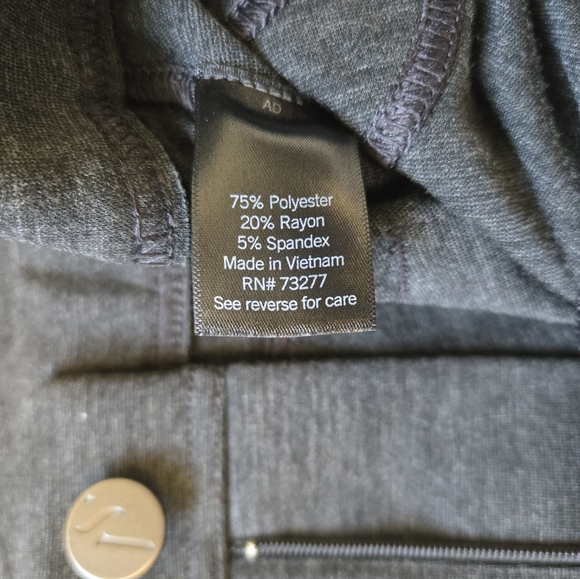 AD
75% Polyester
20% Rayon
5% Spandex
Made in Vietnam
RN# 73277
See reverse for care